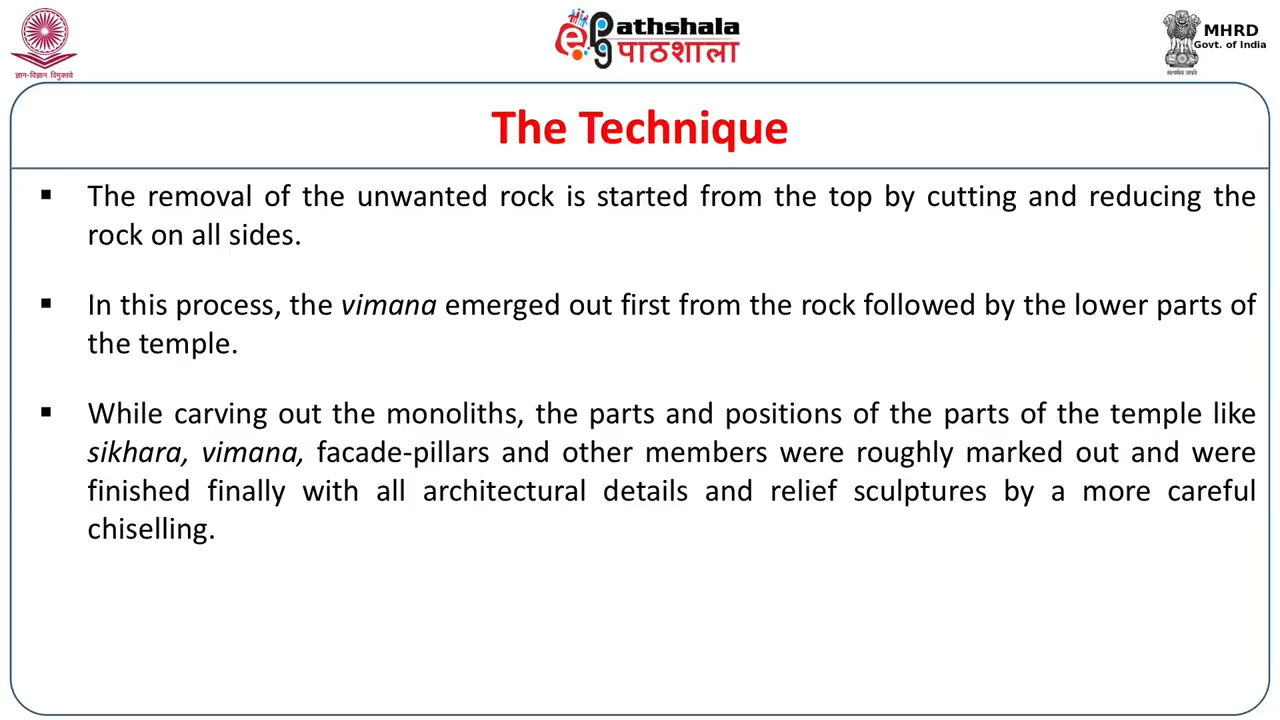 ज्ञान-विज्ञान विमुक्तये
ePathshala
पाठशाला
MHRD
Govt. of India
सत्यमेव जयते
The Technique
▪ The removal of the unwanted rock is started from the top by cutting and reducing the
rock on all sides.
▪ In this process, the vimana emerged out first from the rock followed by the lower parts of
the temple.
▪ While carving out the monoliths, the parts and positions of the parts of the temple like
sikhara, vimana, facade-pillars and other members were roughly marked out and were
finished finally with all architectural details and relief sculptures by a more careful
chiselling.